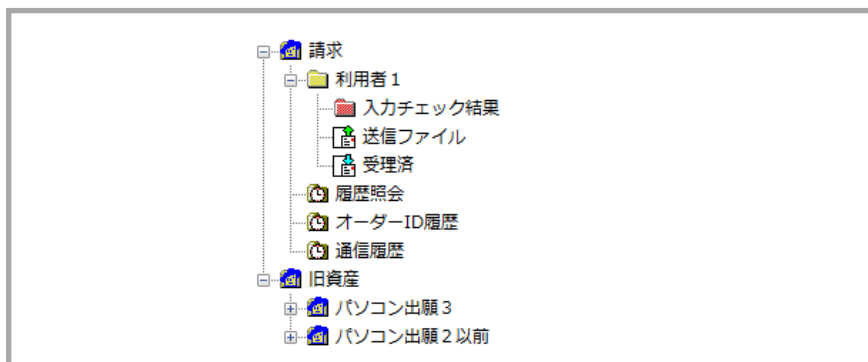 請求
利用者１
入力チェック結果
送信ファイル
受理済
履歴照会
オーダーID履歴
通信履歴
旧資産
パソコン出願３
パソコン出願２以前